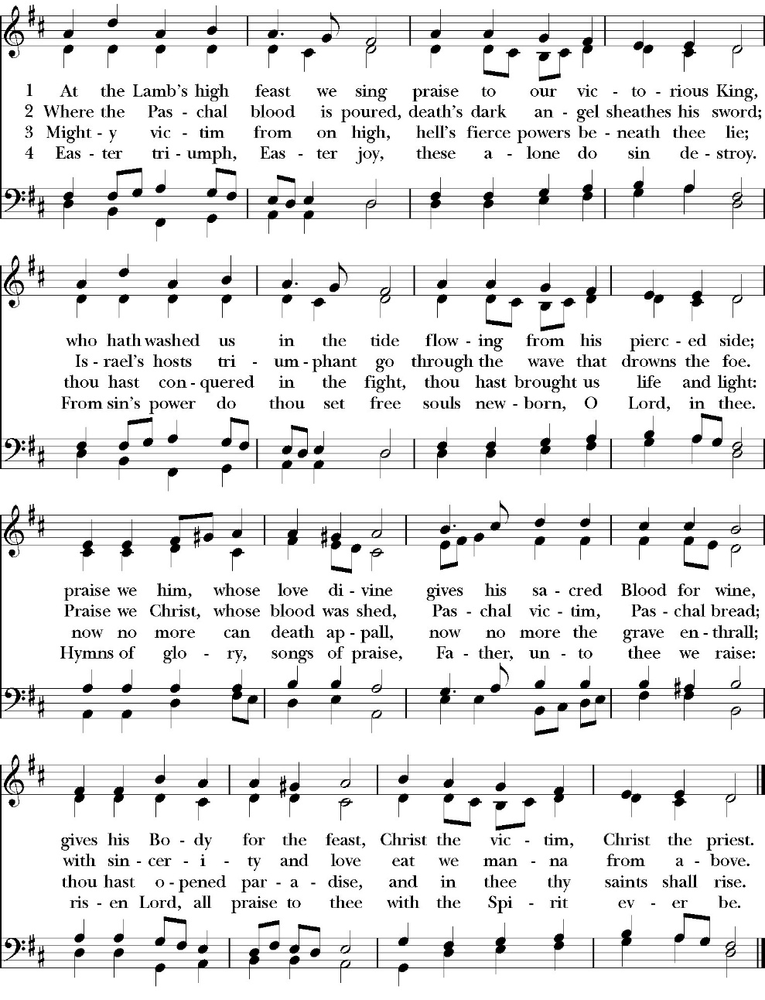 1 At the Lamb's high feast we sing praise to our vic - to - rious King,
2 Where the Pas - chal blood is poured, death's dark an - gel sheathes his sword;
3 Might - y vic - tim from on high, hell's fierce powers be - neath thee lie;
4 Eas - ter tri - umph, Eas - ter joy, these a - lone do sin de - stroy.
who hath washed us in the tide flow - ing from his pierc - ed side;
Is - rael's hosts tri - um - phant go through the wave that drowns the foe.
thou hast con - quered in the fight, thou hast brought us life and light:
From sin's power do thou set free souls new - born, O Lord, in thee.
praise we him, whose love di - vine gives his sa - cred Blood for wine,
Praise we Christ, whose blood was shed, Pas - chal vic - tim, Pas - chal bread;
now no more can death ap - pall, now no more the grave en - thrall;
Hymns of glo - ry, songs of praise, Fa - ther, un - to thee we raise:
gives his Bo - dy for the feast, Christ the vic - tim, Christ the priest.
with sin - cer - i - ty and love eat we man - na from a - bove.
thou hast o - pened par - a - dise, and in thee thy saints shall rise.
ris - en Lord, all praise to thee with the Spi - rit ev - er be.